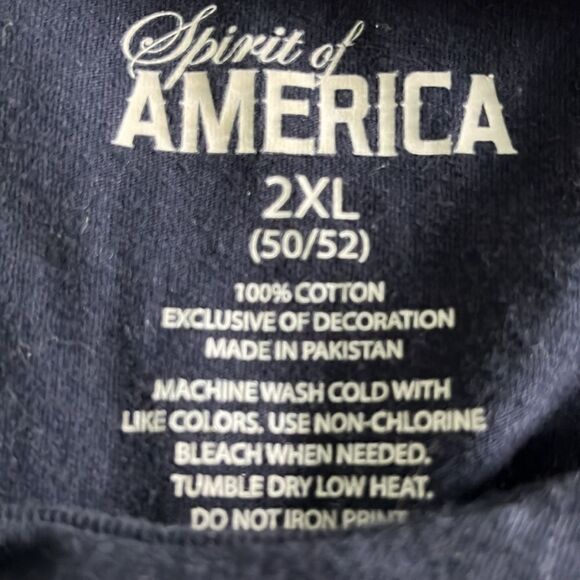 Spirit of
AMERICA
2XL
(50/52)
100% COTTON
EXCLUSIVE OF DECORATION
MADE IN PAKISTAN
MACHINE WASH COLD WITH
LIKE COLORS. USE NON-CHLORINE
BLEACH WHEN NEEDED.
TUMBLE DRY LOW HEAT.
DO NOT IRON PRINT